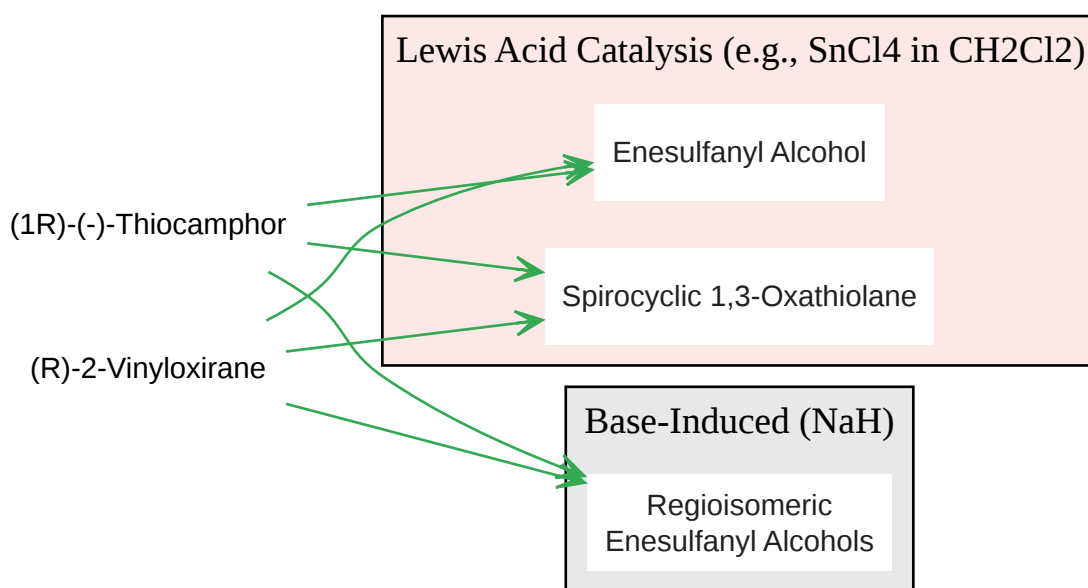 Lewis Acid Catalysis (e.g., SnCl4 in CH2Cl2)
Enesulfanyl Alcohol
(1R)-(-)-Thiocamphor
Spirocyclic 1,3-Oxathiolane
(R)-2-Vinyloxirane
Base-Induced (NaH)
Regioisomeric
Enesulfanyl Alcohols